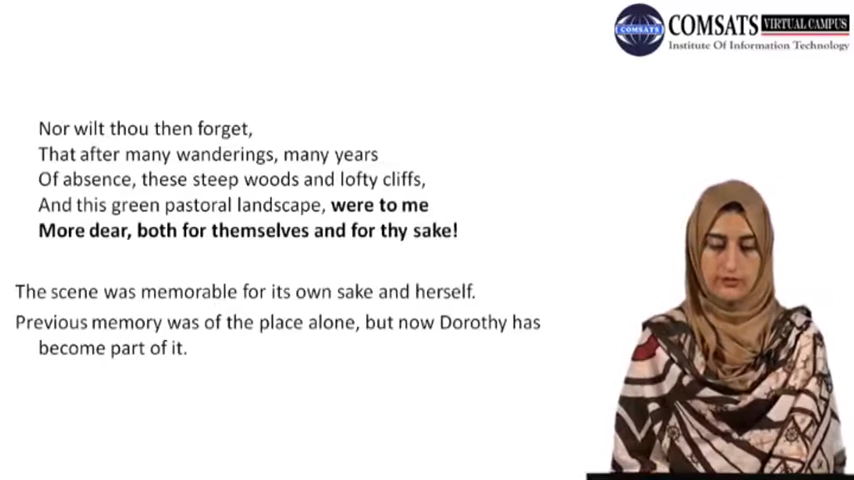 COMSATS VIRTUAL CAMPUS
Institute Of Information Technology
COMSATS
Nor wilt thou then forget,
That after many wanderings, many years
Of absence, these steep woods and lofty cliffs,
And this green pastoral landscape, were to me
More dear, both for themselves and for thy sake!
The scene was memorable for its own sake and herself.
Previous memory was of the place alone, but now Dorothy has
become part of it.